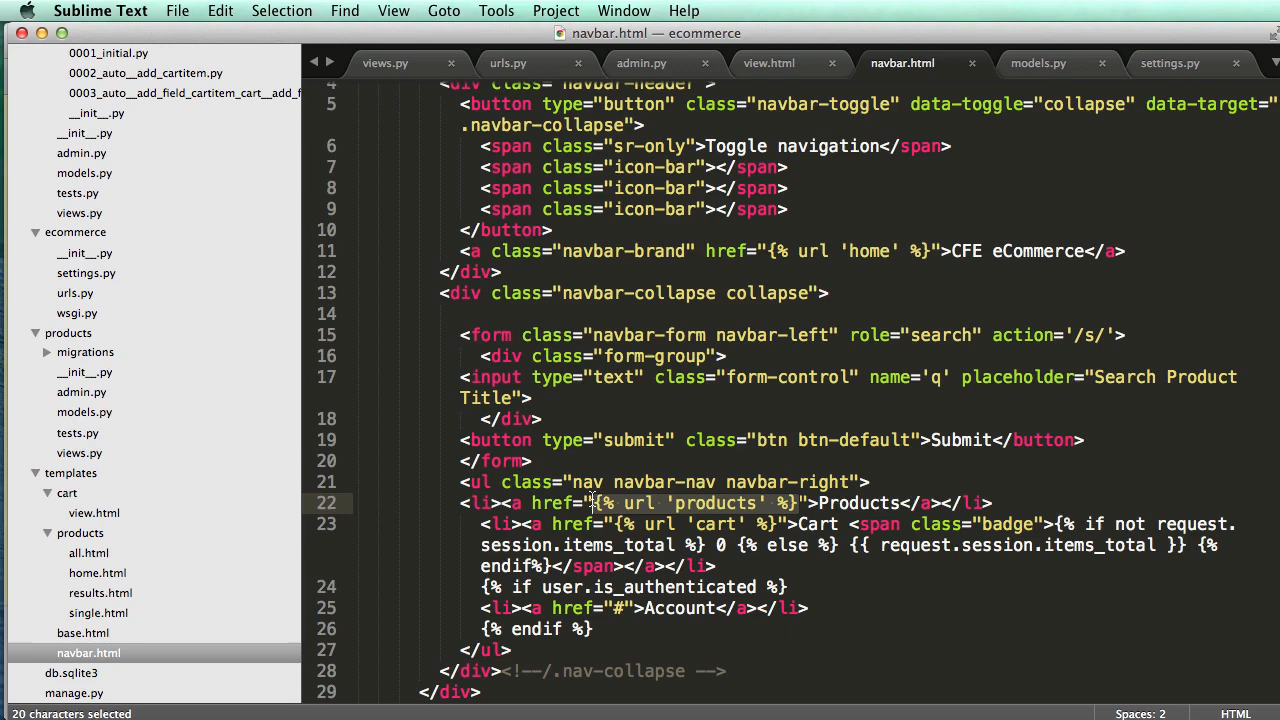 Sublime Text File Edit Selection Find View Goto Tools Project Window Help
navbar.html — ecommerce
0001_initial.py
0002_auto__add_cartitem.py
0003_auto__add_field_cartitem_cart__add_f
__init__.py
__init__.py
admin.py
models.py
tests.py
views.py
ecommerce
__init__.py
settings.py
urls.py
wsgi.py
products
migrations
__init__.py
admin.py
models.py
tests.py
views.py
templates
cart
view.html
products
all.html
home.html
results.html
single.html
base.html
navbar.html
db.sqlite3
manage.py
views.py × urls.py × admin.py × view.html × navbar.html × models.py × settings.py ×
4 <div class="navbar-header">
5 <button type="button" class="navbar-toggle" data-toggle="collapse" data-target="
.navbar-collapse">
6 <span class="sr-only">Toggle navigation</span>
7 <span class="icon-bar"></span>
8 <span class="icon-bar"></span>
9 <span class="icon-bar"></span>
10 </button>
11 <a class="navbar-brand" href="{% url 'home' %}">CFE eCommerce</a>
12 </div>
13 <div class="navbar-collapse collapse">
14
15 <form class="navbar-form navbar-left" role="search" action='/s/'>
16 <div class="form-group">
17 <input type="text" class="form-control" name='q' placeholder="Search Product
Title">
18 </div>
19 <button type="submit" class="btn btn-default">Submit</button>
20 </form>
21 <ul class="nav navbar-nav navbar-right">
22 <li><a href="{% url 'products' %}">Products</a></li>
23 <li><a href="{% url 'cart' %}">Cart <span class="badge">{% if not request.
session.items_total %} 0 {% else %} {{ request.session.items_total }} {%
endif%}</span></a></li>
24 {% if user.is_authenticated %}
25 <li><a href="#">Account</a></li>
26 {% endif %}
27 </ul>
28 </div><!--/.nav-collapse -->
29 </div>
20 characters selected
Spaces: 2 HTML